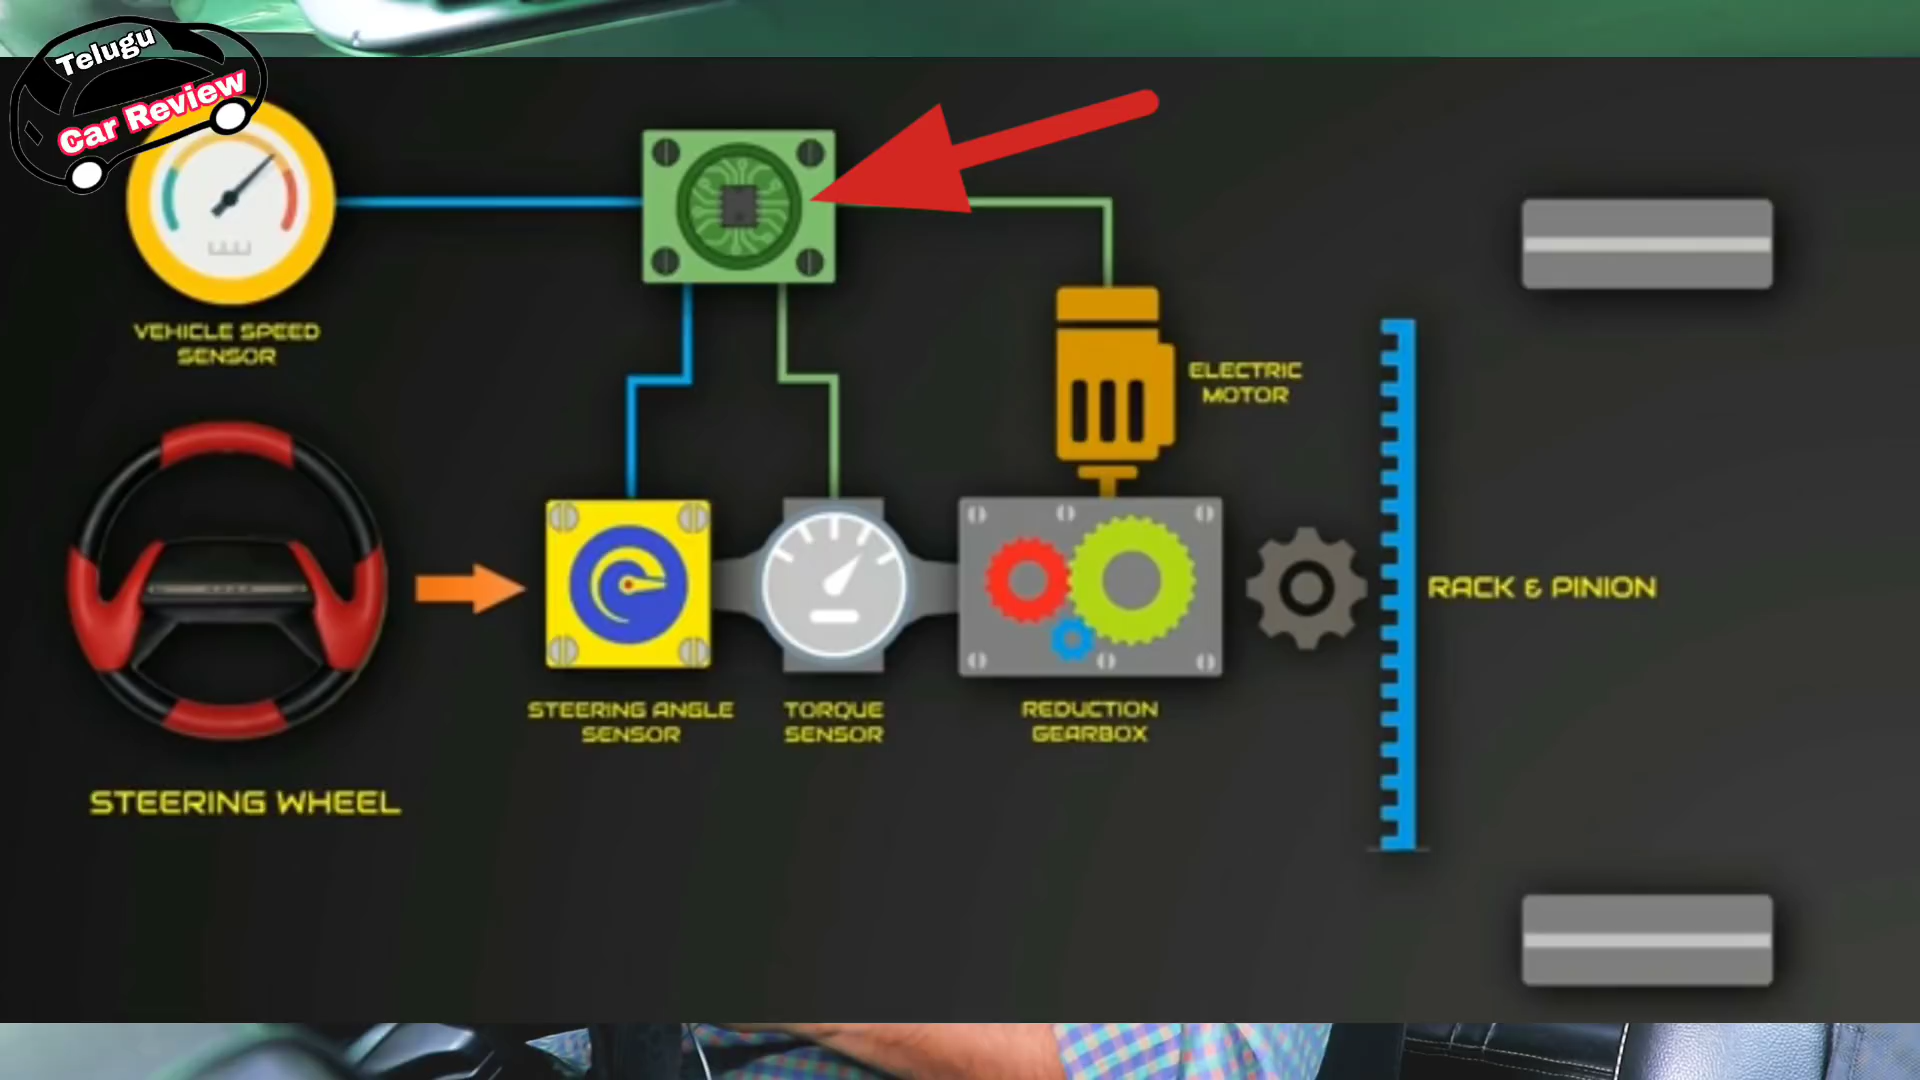 Telugu
Car Review
VEHICLE SPEED
SENSOR
ELECTRIC
MOTOR
RACK & PINION
STEERING ANGLE
SENSOR
TORQUE
SENSOR
REDUCTION
GEARBOX
STEERING WHEEL